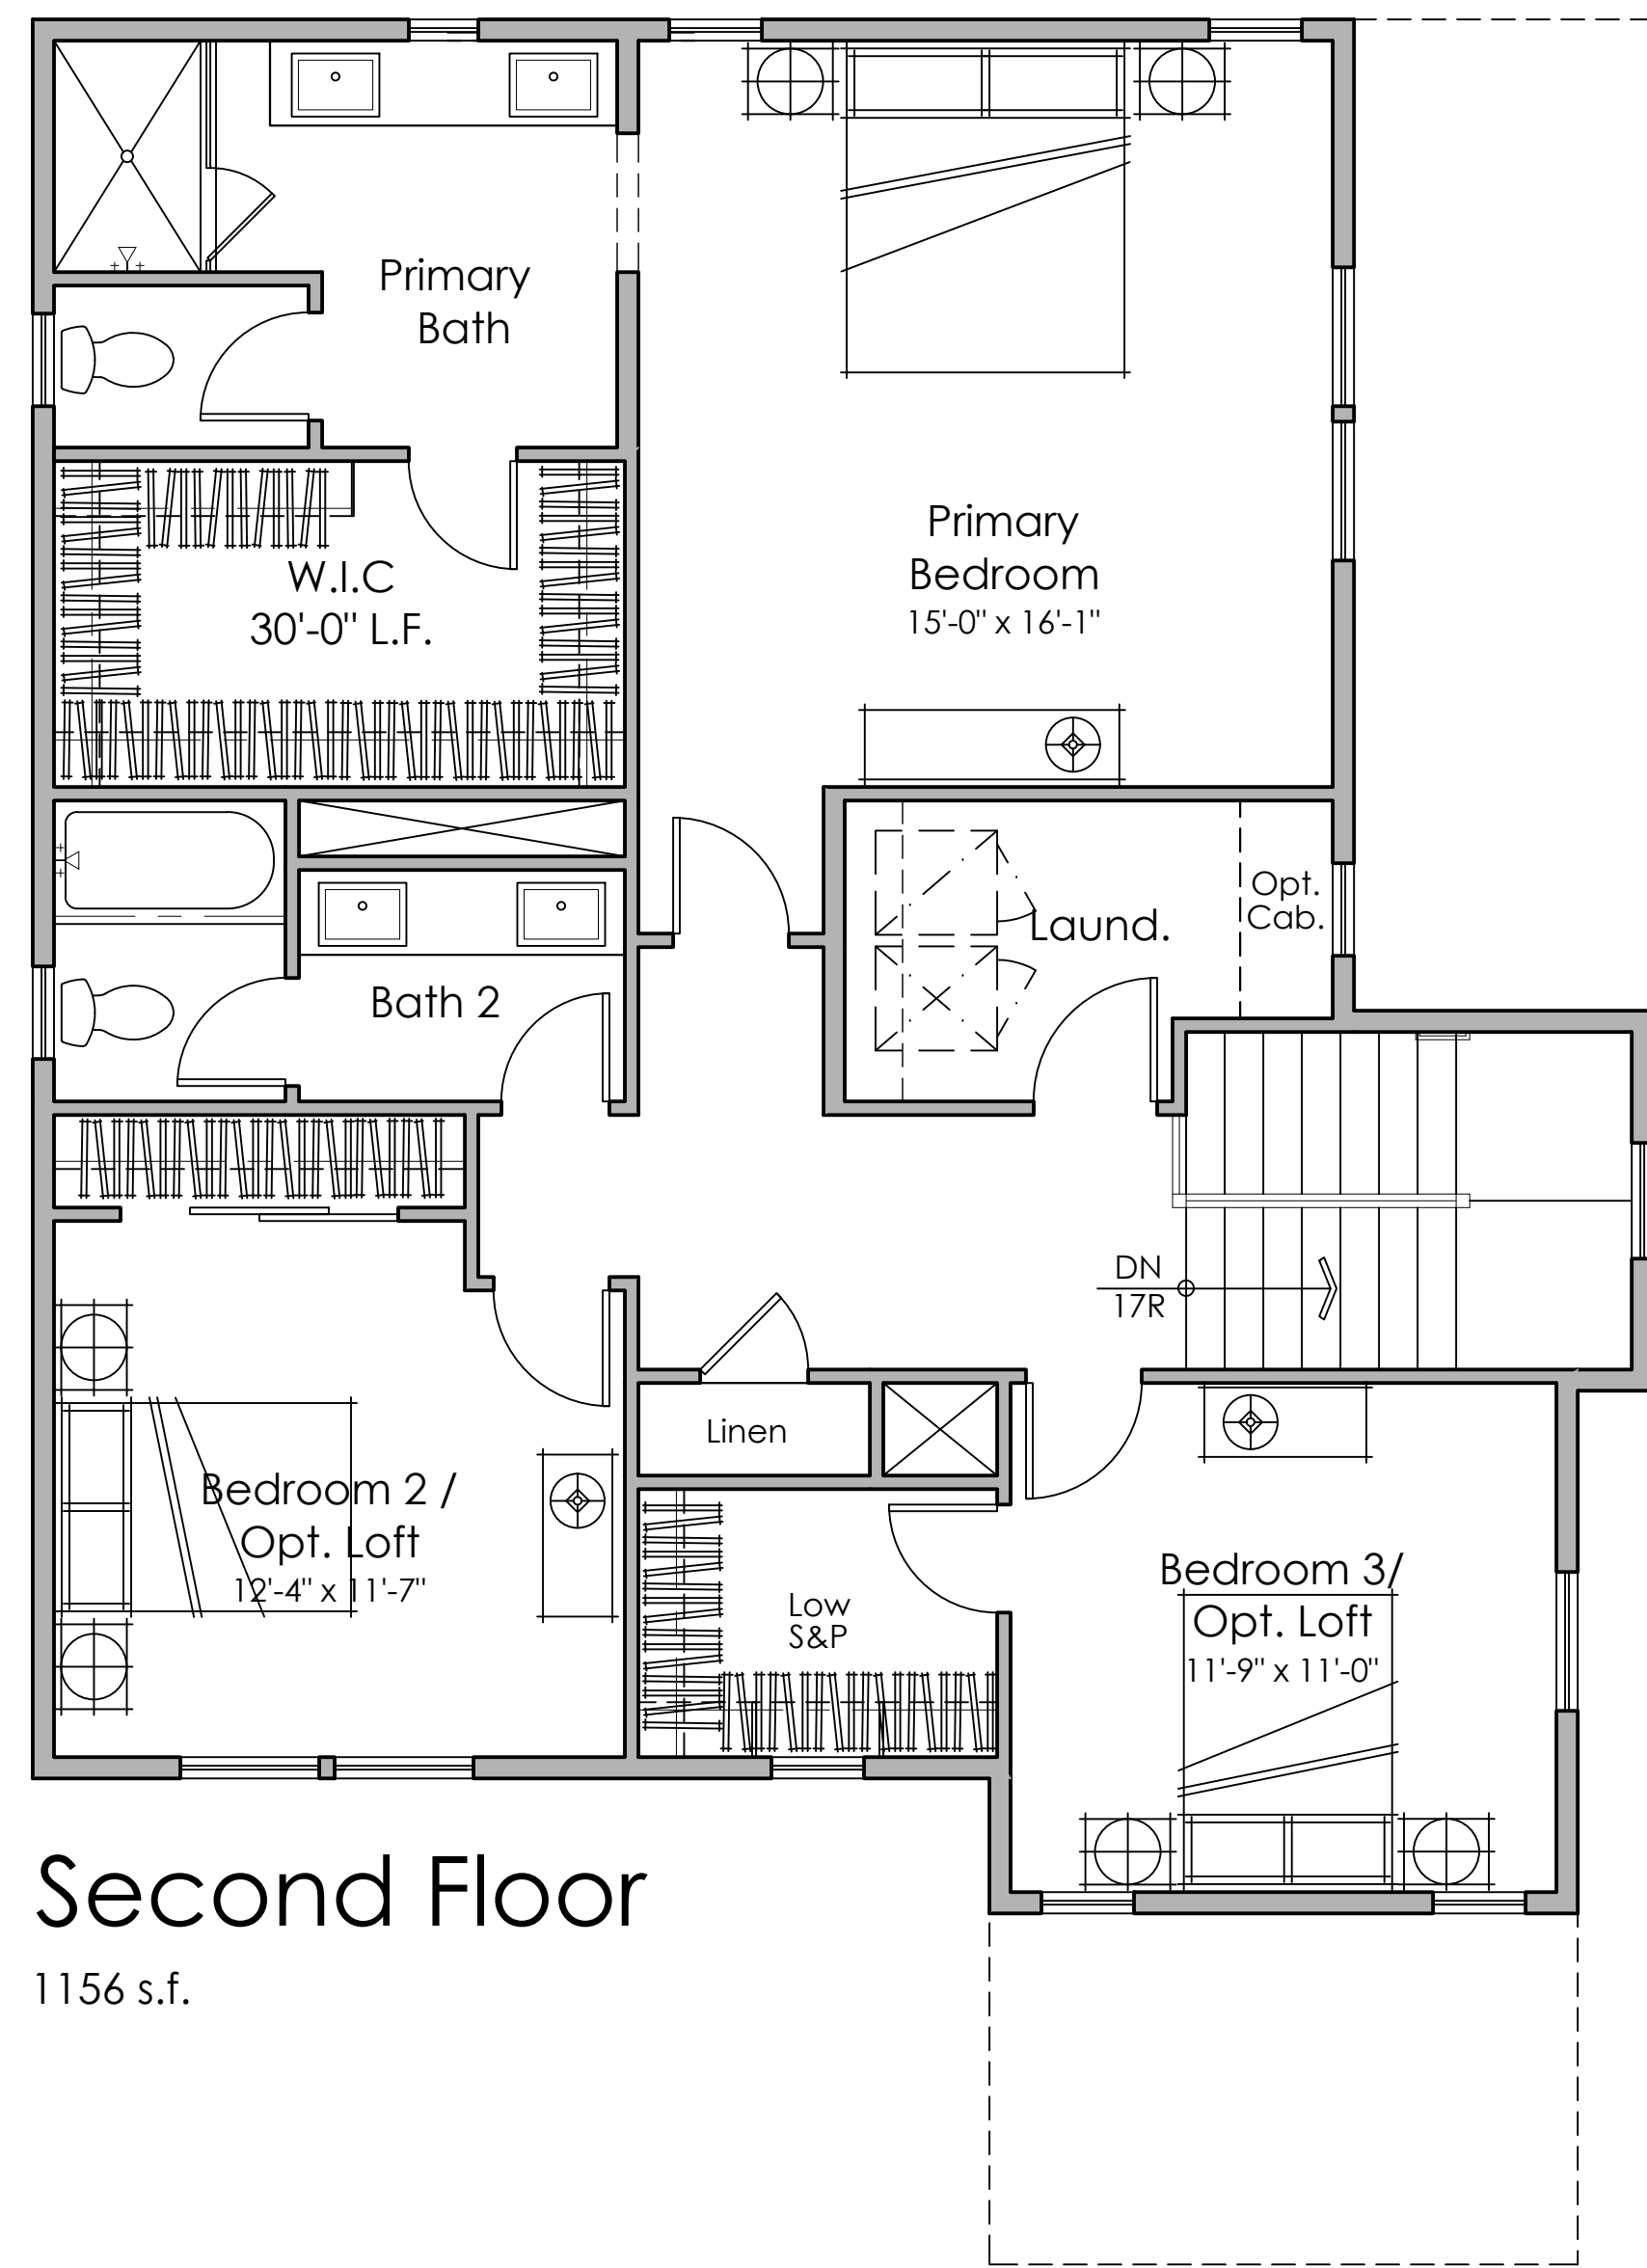 Primary
Bath
Primary
Bedroom
15'-0" x 16'-1"
W.I.C
30'-0" L.F.
Opt.
Cab.
Laund.
Bath 2
DN
17R
Linen
Bedroom 2 /
Opt. Loft
12'-4" x 11'-7"
Low
S&P
Bedroom 3/
Opt. Loft
11'-9" x 11'-0"
Second Floor
1156 s.f.